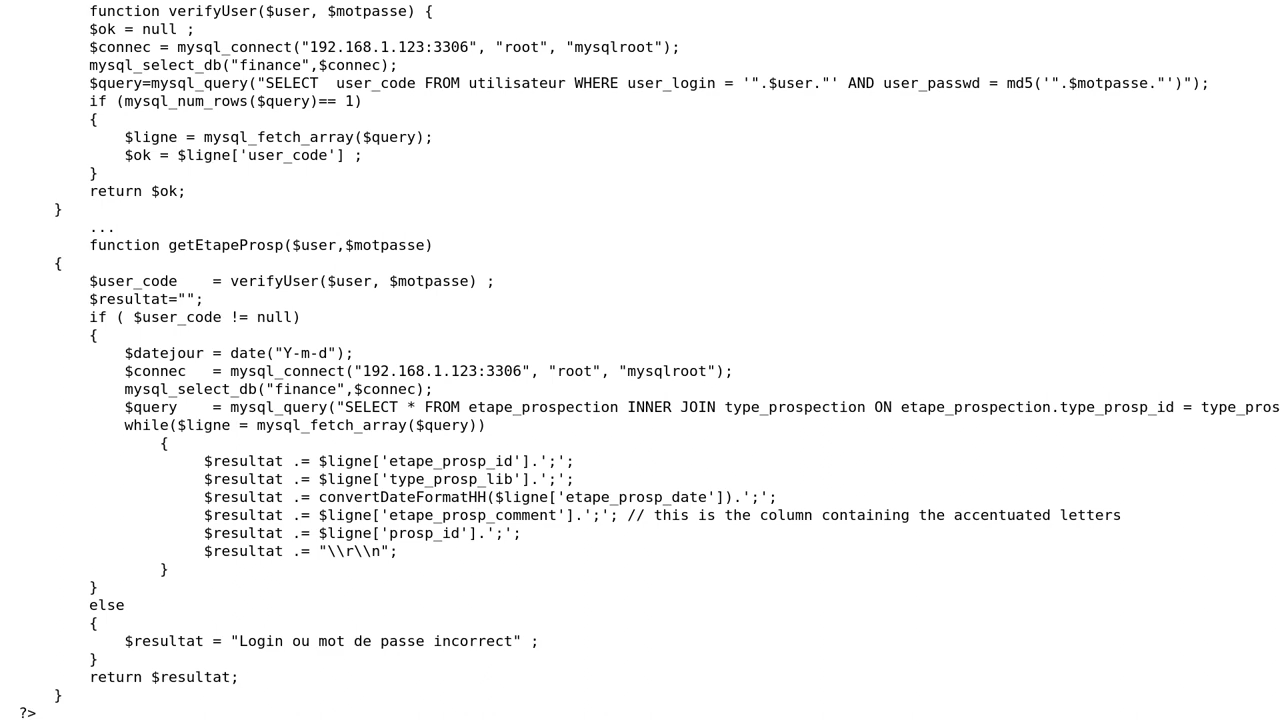 function verifyUser($user, $motpasse) {
$ok = null ;
$connec = mysql_connect("192.168.1.123:3306", "root", "mysqlroot");
mysql_select_db("finance",$connec);
$query=mysql_query("SELECT  user_code FROM utilisateur WHERE user_login = '".$user."' AND user_passwd = md5('".$motpasse."')");
if (mysql_num_rows($query)== 1)
{
$ligne = mysql_fetch_array($query);
$ok = $ligne['user_code'] ;
}
return $ok;
}
...
function getEtapeProsp($user,$motpasse)
{
$user_code    = verifyUser($user, $motpasse) ;
$resultat="";
if ( $user_code != null)
{
$datejour = date("Y-m-d");
$connec   = mysql_connect("192.168.1.123:3306", "root", "mysqlroot");
mysql_select_db("finance",$connec);
$query    = mysql_query("SELECT * FROM etape_prospection INNER JOIN type_prospection ON etape_prospection.type_prosp_id = type_pros
while($ligne = mysql_fetch_array($query))
{
$resultat .= $ligne['etape_prosp_id'].';';
$resultat .= $ligne['type_prosp_lib'].';';
$resultat .= convertDateFormatHH($ligne['etape_prosp_date']).';';
$resultat .= $ligne['etape_prosp_comment'].';'; // this is the column containing the accentuated letters
$resultat .= $ligne['prosp_id'].';';
$resultat .= "\\r\\n";
}
}
else
{
$resultat = "Login ou mot de passe incorrect" ;
}
return $resultat;
}
?>